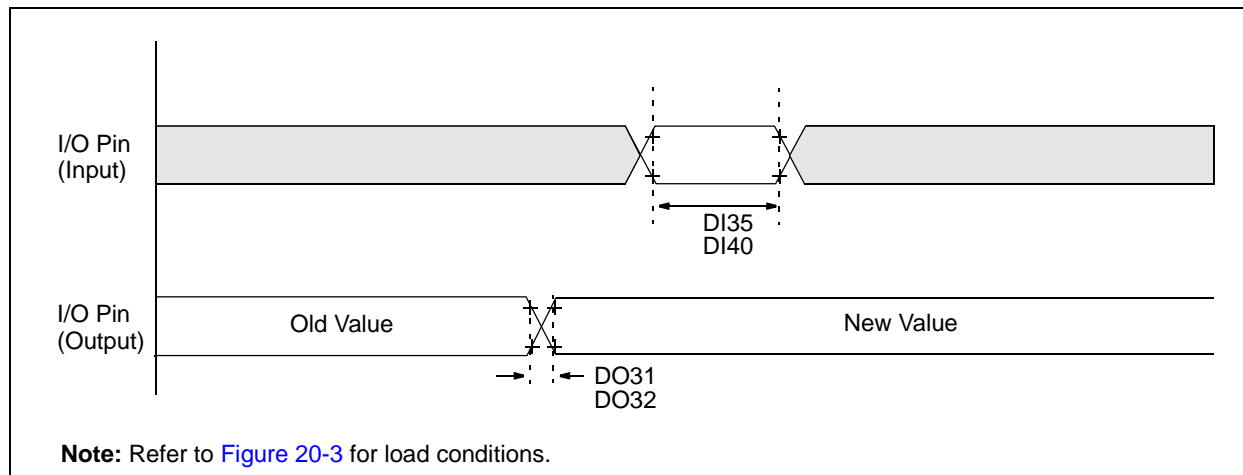 I/O Pin
(Input)
DI35
DI40
I/O Pin
(Output)
Old Value
New Value
DO31
DO32
Note: Refer to Figure 20-3 for load conditions.